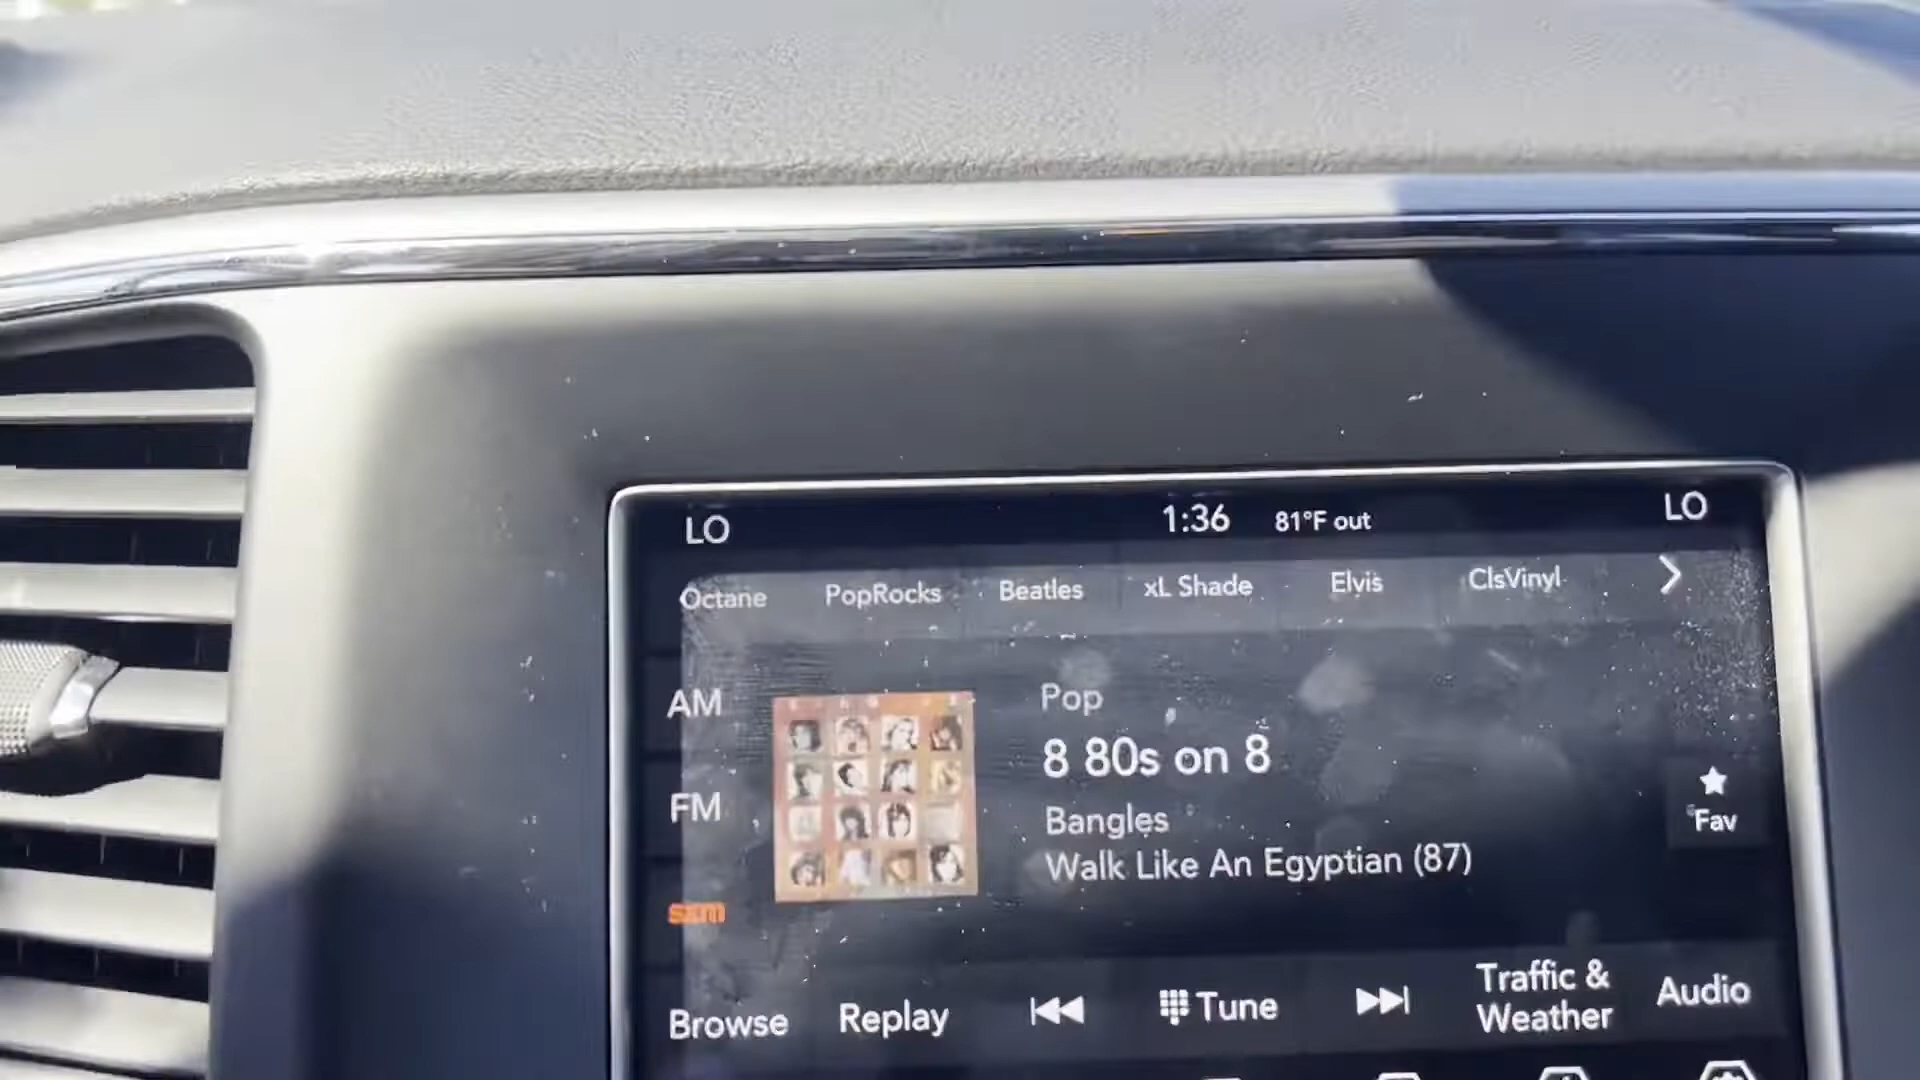 LO 1:36 81°F out LO
Octane PopRocks Beatles xL Shade Elvis ClsVinyl
AM
FM
sxm
Pop
8 80s on 8
Bangles
Walk Like An Egyptian (87)
Fav
Browse Replay Tune Traffic & Weather Audio